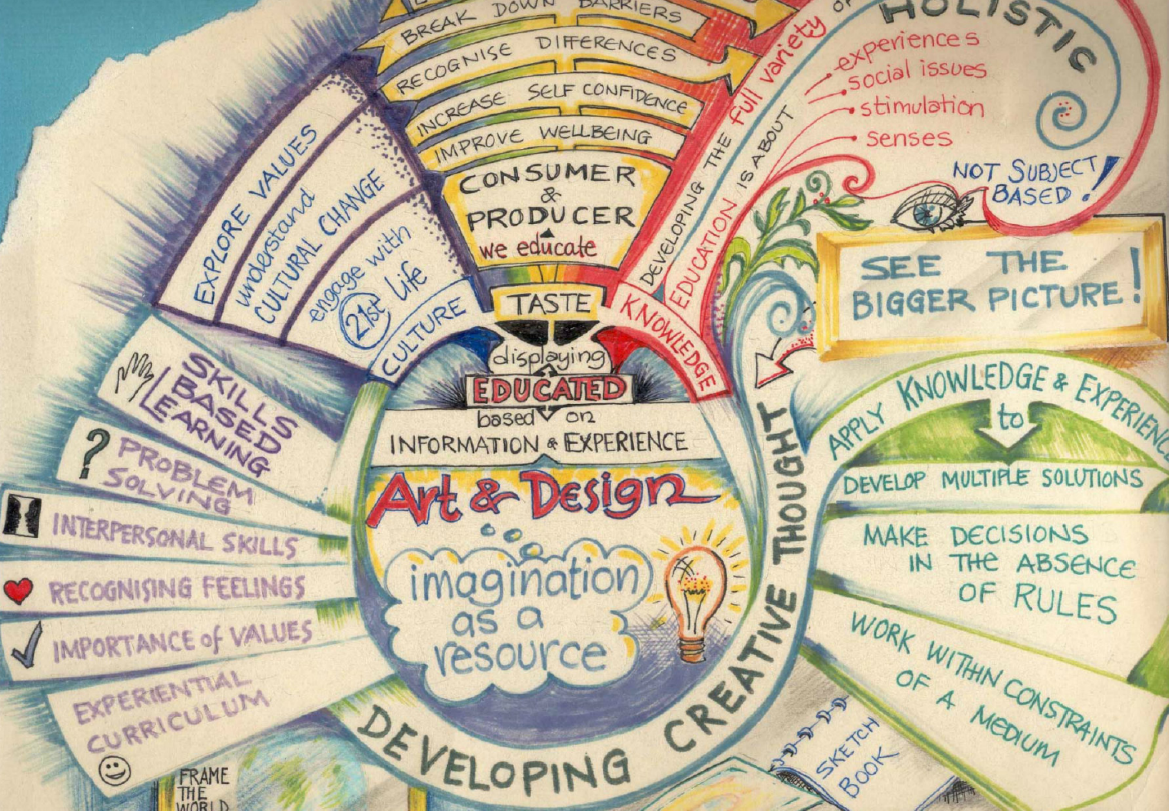 BREAK DOWN BARRIERS
RECOGNISE DIFFERENCES
INCREASE SELF CONFIDENCE
IMPROVE WELLBEING
CONSUMER
&
PRODUCER
we educate
TASTE
displaying
EDUCATED
based on
INFORMATION & EXPERIENCE
Art & Design
imagination
as a
resource
DEVELOPING CREATIVE THOUGHT
EXPLORE VALUES
understand
CULTURAL CHANGE
engage with
21st life
CULTURE
SKILLS
BASED
LEARNING
?
PROBLEM
SOLVING
INTERPERSONAL SKILLS
RECOGNISING FEELINGS
IMPORTANCE of VALUES
EXPERIENTIAL
CURRICULUM
FRAME
THE
WORLD
KNOWLEDGE
DEVELOPING THE full variety
EDUCATION IS ABOUT
HOLISTIC
experiences
social issues
stimulation
senses
NOT SUBJECT
BASED!
SEE THE
BIGGER PICTURE!
APPLY KNOWLEDGE & EXPERIENCE
to
DEVELOP MULTIPLE SOLUTIONS
MAKE DECISIONS
IN THE ABSENCE
OF RULES
WORK WITHIN CONSTRAINTS
OF A MEDIUM
SKETCH
BOOK